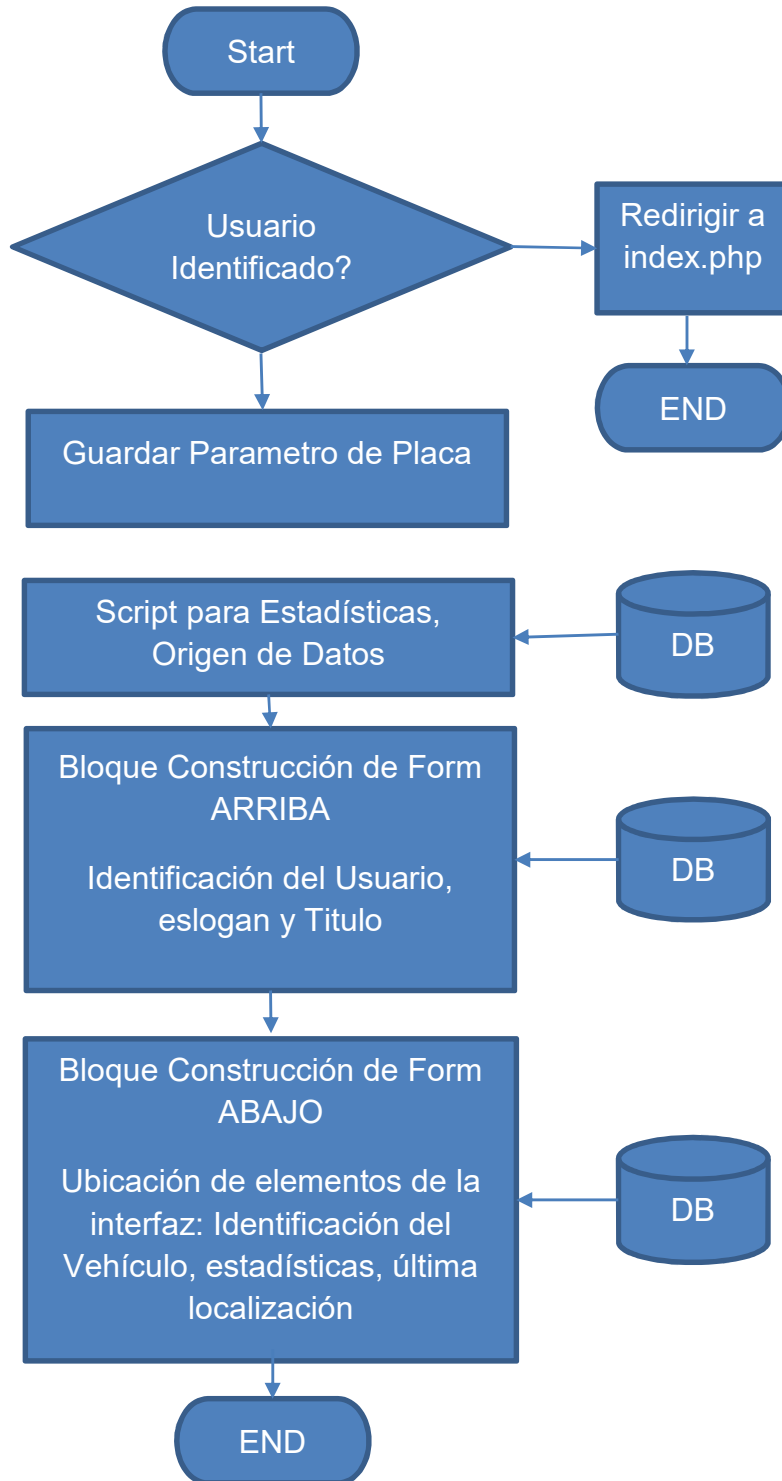 Start
Usuario
Identificado?
Redirigir a
index.php
END
Guardar Parametro de Placa
Script para Estadísticas,
Origen de Datos
DB
Bloque Construcción de Form
ARRIBA
Identificación del Usuario,
eslogan y Titulo
DB
Bloque Construcción de Form
ABAJO
Ubicación de elementos de la
interfaz: Identificación del
Vehículo, estadísticas, última
localización
DB
END